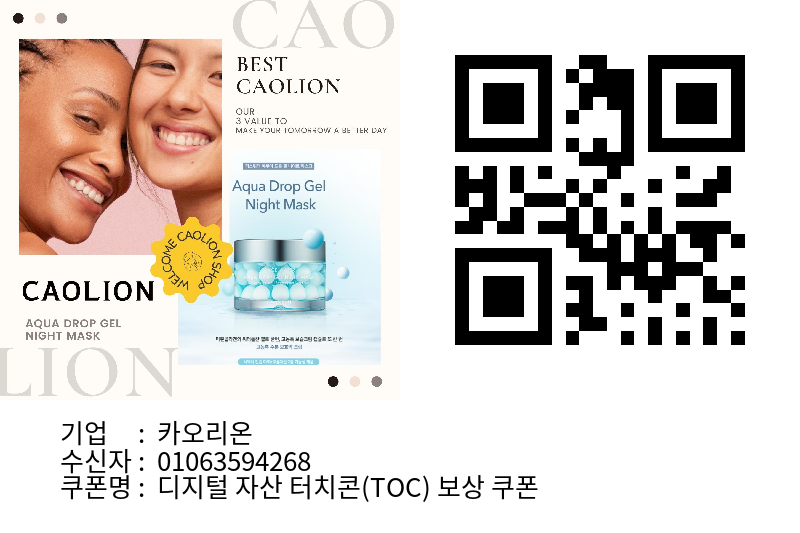 CAO
BEST
CAOLION
OUR
3 VALUE TO
MAKE YOUR TOMORROW A BETTER DAY
Aqua Drop Gel
Night Mask
WELCOME CAOLION SHOP
CAOLION
AQUA DROP GEL
NIGHT MASK
LION
기업 : 카오리온
수신자 : 01063594268
쿠폰명 : 디지털 자산 터치콘(TOC) 보상 쿠폰